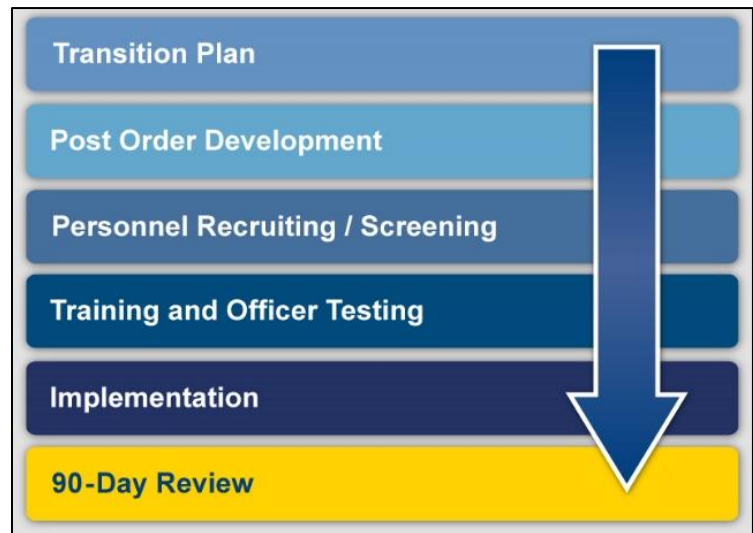 Transition Plan
Post Order Development
Personnel Recruiting / Screening
Training and Officer Testing
Implementation
90-Day Review